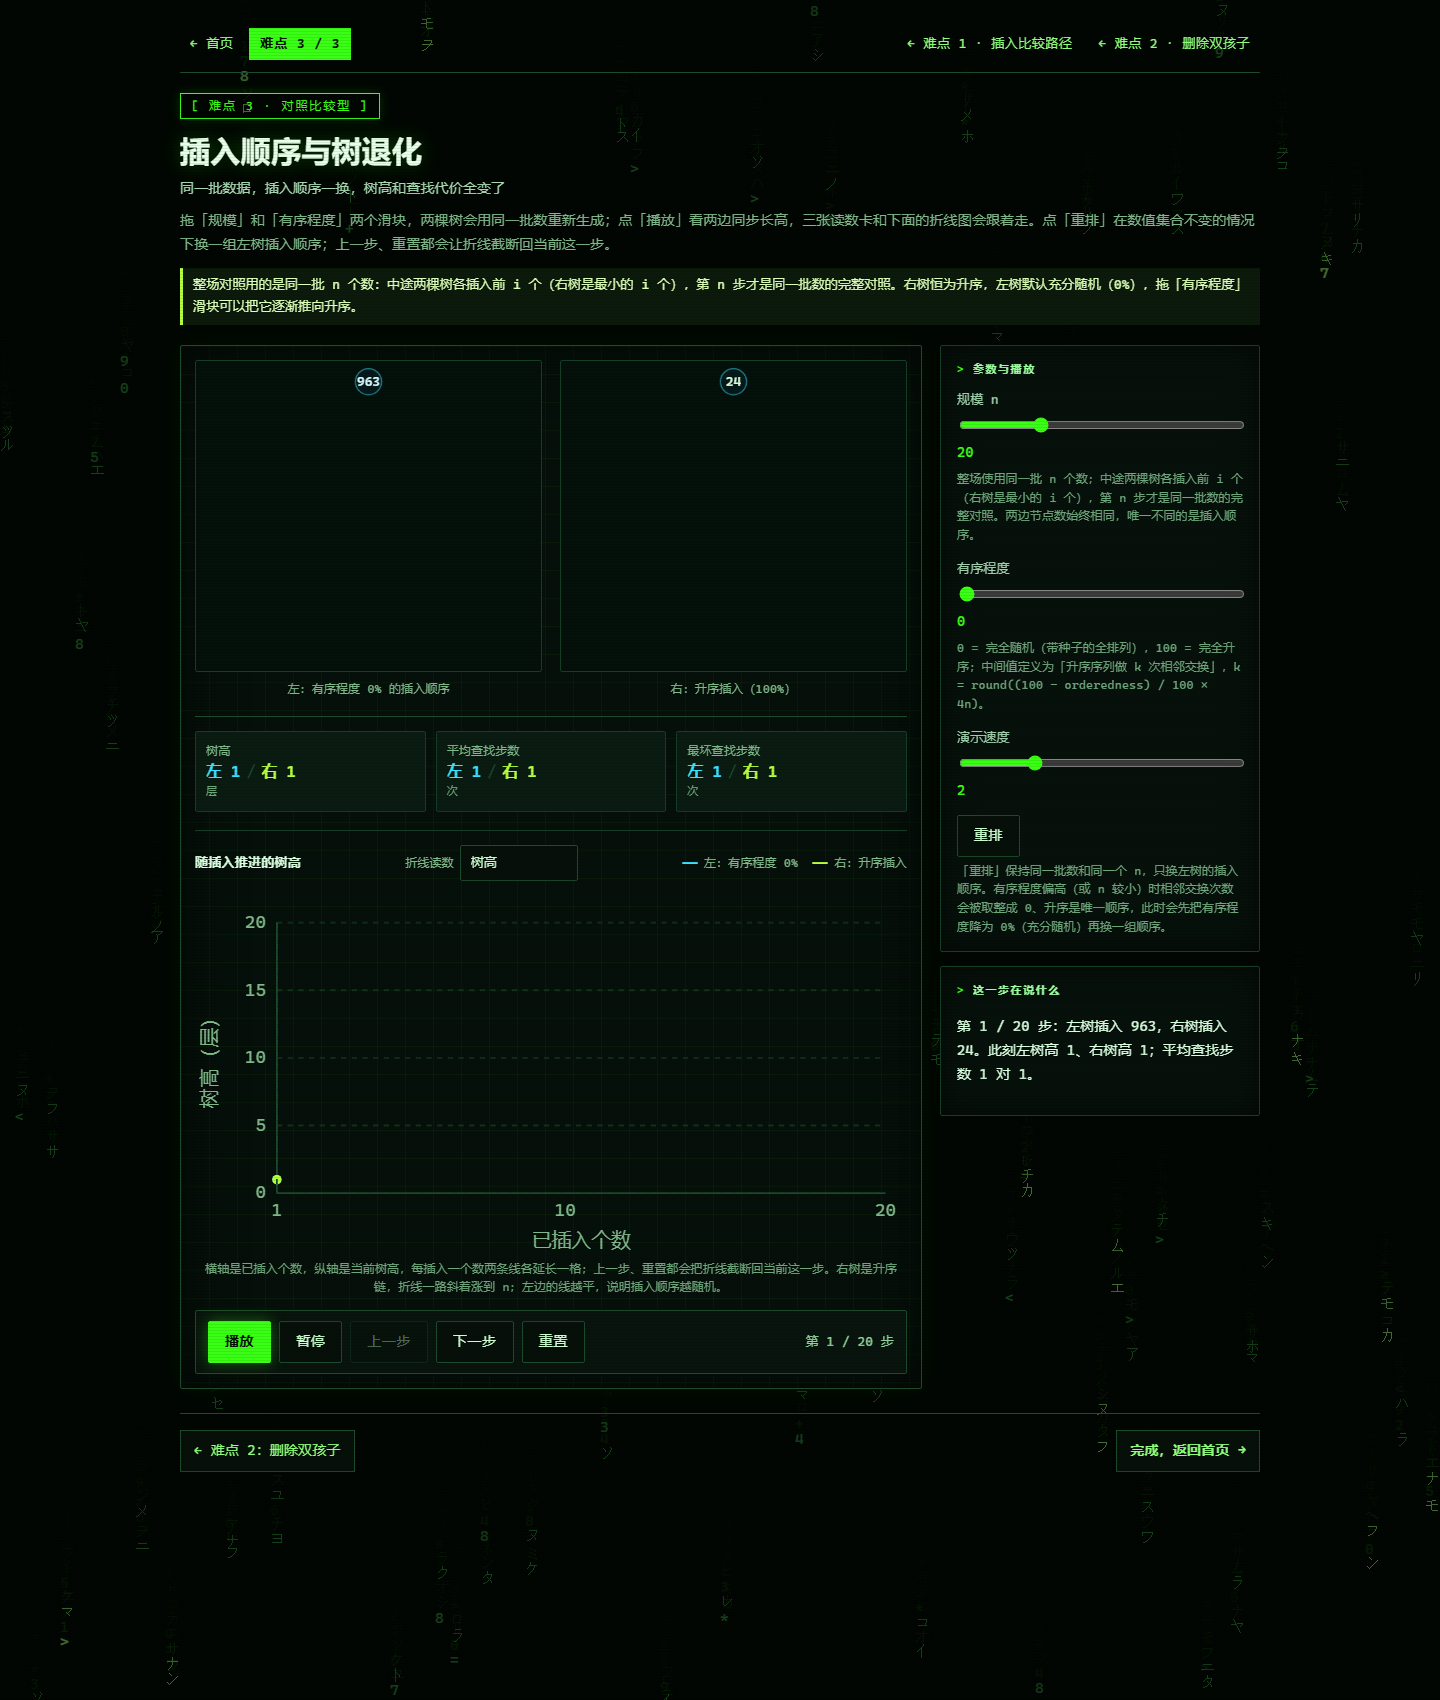 ← 首页
难点 3 / 3
← 难点 1 · 插入比较路径
← 难点 2 · 删除双孩子
[ 难点 3 · 对照比较型 ]
插入顺序与树退化
同一批数据，插入顺序一换，树高和查找代价全变了
拖「规模」和「有序程度」两个滑块，两棵树会用同一批数重新生成；点「播放」看两边同步长高，三张读数卡和下面的折线图会跟着走。点「重排」在数值集合不变的情况
下换一组左树插入顺序；上一步、重置都会让折线截断回当前这一步。
整场对照用的是同一批 n 个数：中途两棵树各插入前 i 个（右树是最小的 i 个），第 n 步才是同一批数的完整对照。右树恒为升序，左树默认充分随机（0%），拖「有序程度」
滑块可以把它逐渐推向升序。
963
24
左：有序程度 0% 的插入顺序
右：升序插入（100%）
树高
左 1 / 右 1
层
平均查找步数
左 1 / 右 1
次
最坏查找步数
左 1 / 右 1
次
随插入推进的树高
折线读数
树高
左：有序程度 0%
右：升序插入
20
15
10
5
0
树高（层）
1
10
20
已插入个数
横轴是已插入个数，纵轴是当前树高，每插入一个数两条线各延长一格；上一步、重置都会把折线截断回当前这一步。右树是升序
链，折线一路斜着涨到 n；左边的线越平，说明插入顺序越随机。
播放
暂停
上一步
下一步
重置
第 1 / 20 步
> 参数与播放
规模 n
20
整场使用同一批 n 个数；中途两棵树各插入前 i 个
（右树是最小的 i 个），第 n 步才是同一批数的完
整对照。两边节点数始终相同，唯一不同的是插入顺
序。
有序程度
0
0 = 完全随机（带种子的全排列），100 = 完全升
序；中间值定义为「升序序列做 k 次相邻交换」，k
= round((100 − orderedness) / 100 ×
4n)。
演示速度
2
重排
「重排」保持同一批数和同一个 n，只换左树的插入
顺序。有序程度偏高（或 n 较小）时相邻交换次数
会被取整成 0、升序是唯一顺序，此时会先把有序程
度降为 0%（充分随机）再换一组顺序。
> 这一步在说什么
第 1 / 20 步：左树插入 963，右树插入
24。此刻左树高 1、右树高 1；平均查找步
数 1 对 1。
← 难点 2：删除双孩子
完成，返回首页 →